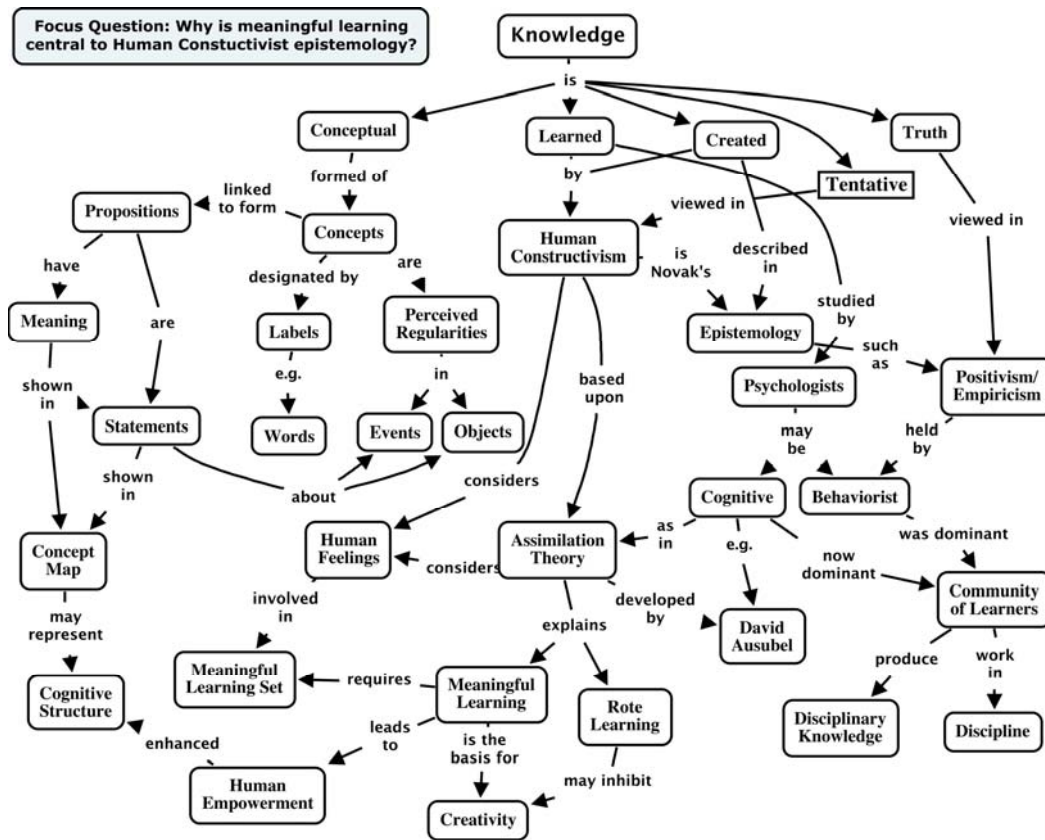 Focus Question: Why is meaningful learning
central to Human Constuctivist epistemology?
Knowledge
is
Conceptual
Learned
Created
Truth
formed of
by
Tentative
linked
to form
Propositions
Concepts
viewed in
viewed in
Human
Constructivism
is
Novak's
described
in
have
designated by
are
Meaning
are
Labels
Perceived
Regularities
studied
by
Epistemology
such
as
shown
in
e.g.
in
based
upon
Psychologists
Positivism/
Empiricism
Statements
Words
Events
Objects
may
be
held
by
shown
in
about
considers
Cognitive
Behaviorist
Concept
Map
Human
Feelings
considers
Assimilation
Theory
as
in
e.g.
now
dominant
was dominant
Community
of Learners
may
represent
involved
in
explains
developed
by
David
Ausubel
produce
work
in
Cognitive
Structure
Meaningful
Learning Set
requires
Meaningful
Learning
Rote
Learning
Disciplinary
Knowledge
Discipline
enhanced
leads
to
is the
basis for
Human
Empowerment
may inhibit
Creativity